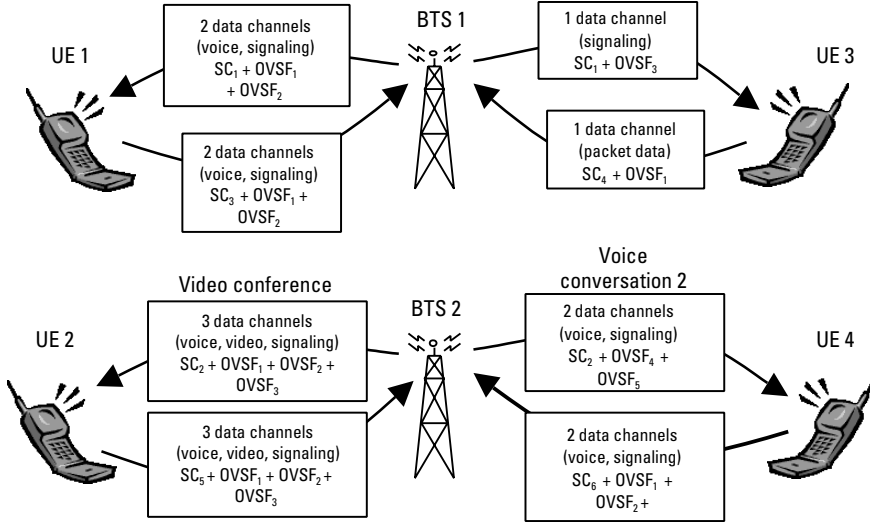 UE 1
2 data channels
(voice, signaling)
SC₁ + OVSF₁
+ OVSF₂
BTS 1
1 data channel
(signaling)
SC₁ + OVSF₃
UE 3
2 data channels
(voice, signaling)
SC₃ + OVSF₁ +
OVSF₂
1 data channel
(packet data)
SC₄ + OVSF₁
Video conference
Voice
conversation 2
UE 2
3 data channels
(voice, video, signaling)
SC₂ + OVSF₁ + OVSF₂ +
OVSF₃
BTS 2
2 data channels
(voice, signaling)
SC₂ + OVSF₄ +
OVSF₅
UE 4
3 data channels
(voice, video, signaling)
SC₅ + OVSF₁ + OVSF₂ +
OVSF₃
2 data channels
(voice, signaling)
SC₆ + OVSF₁ +
OVSF₂ +